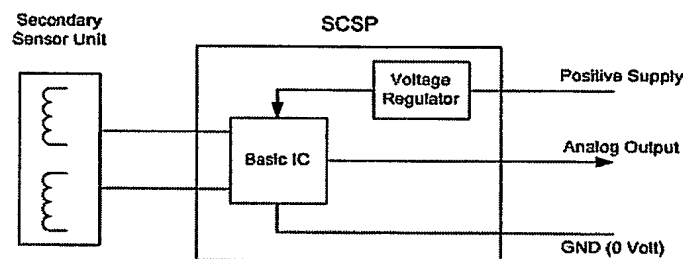 Secondary
Sensor Unit
SCSP
Voltage
Regulator
Positive Supply
Basic IC
Analog Output
GND (0 Volt)